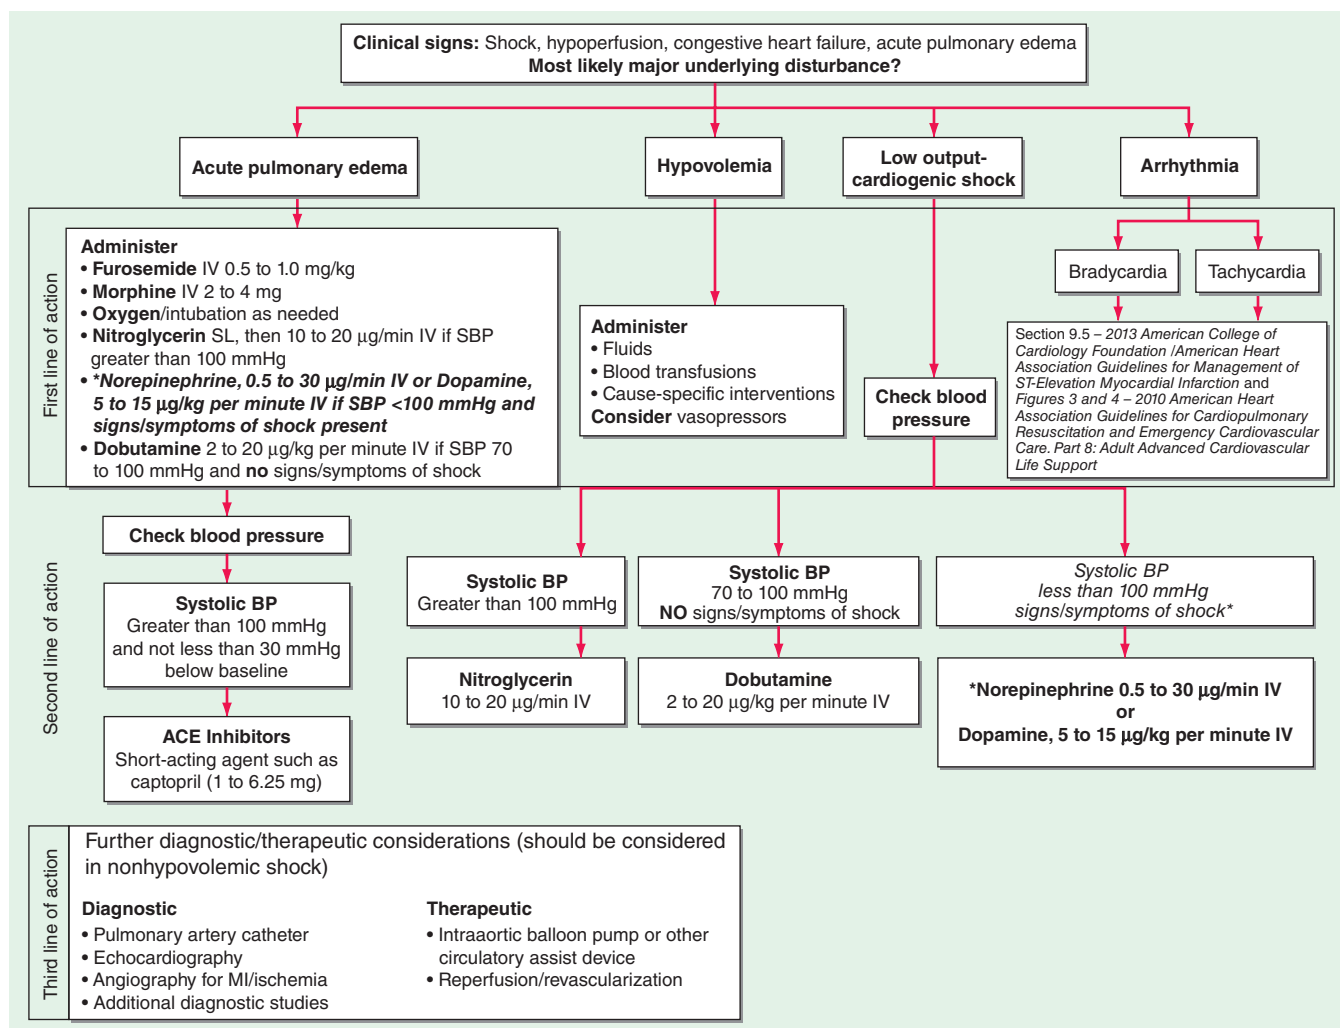 Clinical signs: Shock, hypoperfusion, congestive heart failure, acute pulmonary edema
Most likely major underlying disturbance?
Acute pulmonary edema
Hypovolemia
Low output-
cardiogenic shock
Arrhythmia
First line of action
Administer
• Furosemide IV 0.5 to 1.0 mg/kg
• Morphine IV 2 to 4 mg
• Oxygen/intubation as needed
• Nitroglycerin SL, then 10 to 20 μg/min IV if SBP
greater than 100 mmHg
• *Norepinephrine, 0.5 to 30 μg/min IV or Dopamine,
5 to 15 μg/kg per minute IV if SBP <100 mmHg and
signs/symptoms of shock present
• Dobutamine 2 to 20 μg/kg per minute IV if SBP 70
to 100 mmHg and no signs/symptoms of shock
Administer
• Fluids
• Blood transfusions
• Cause-specific interventions
Consider vasopressors
Check blood
pressure
Bradycardia
Tachycardia
Section 9.5 – 2013 American College of
Cardiology Foundation /American Heart
Association Guidelines for Management of
ST-Elevation Myocardial Infarction and
Figures 3 and 4 – 2010 American Heart
Association Guidelines for Cardiopulmonary
Resuscitation and Emergency Cardiovascular
Care. Part 8: Adult Advanced Cardiovascular
Life Support
Second line of action
Check blood pressure
Systolic BP
Greater than 100 mmHg
and not less than 30 mmHg
below baseline
ACE Inhibitors
Short-acting agent such as
captopril (1 to 6.25 mg)
Systolic BP
Greater than 100 mmHg
Nitroglycerin
10 to 20 μg/min IV
Systolic BP
70 to 100 mmHg
NO signs/symptoms of shock
Dobutamine
2 to 20 μg/kg per minute IV
Systolic BP
less than 100 mmHg
signs/symptoms of shock*
*Norepinephrine 0.5 to 30 μg/min IV
or
Dopamine, 5 to 15 μg/kg per minute IV
Third line of action
Further diagnostic/therapeutic considerations (should be considered
in nonhypovolemic shock)
Diagnostic
• Pulmonary artery catheter
• Echocardiography
• Angiography for MI/ischemia
• Additional diagnostic studies
Therapeutic
• Intraaortic balloon pump or other
circulatory assist device
• Reperfusion/revascularization